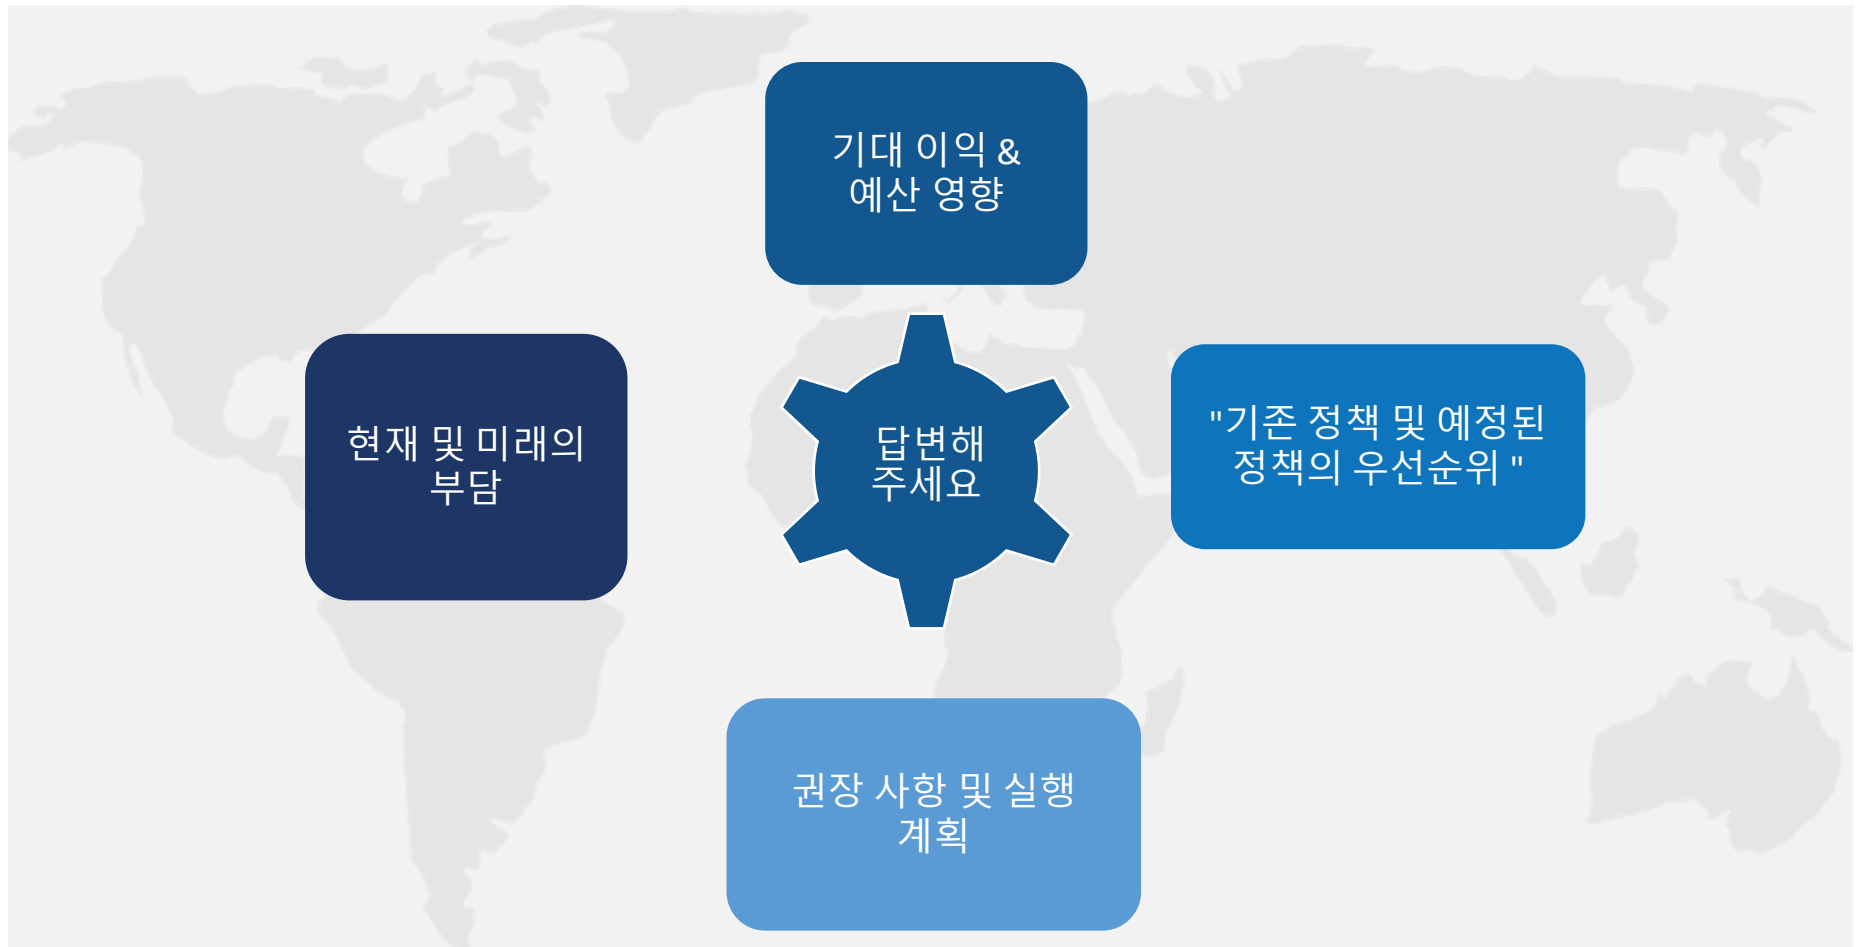 기대 이익 &
예산 영향
현재 및 미래의
부담
답변해
주세요
"기존 정책 및 예정된
정책의 우선순위 "
권장 사항 및 실행
계획